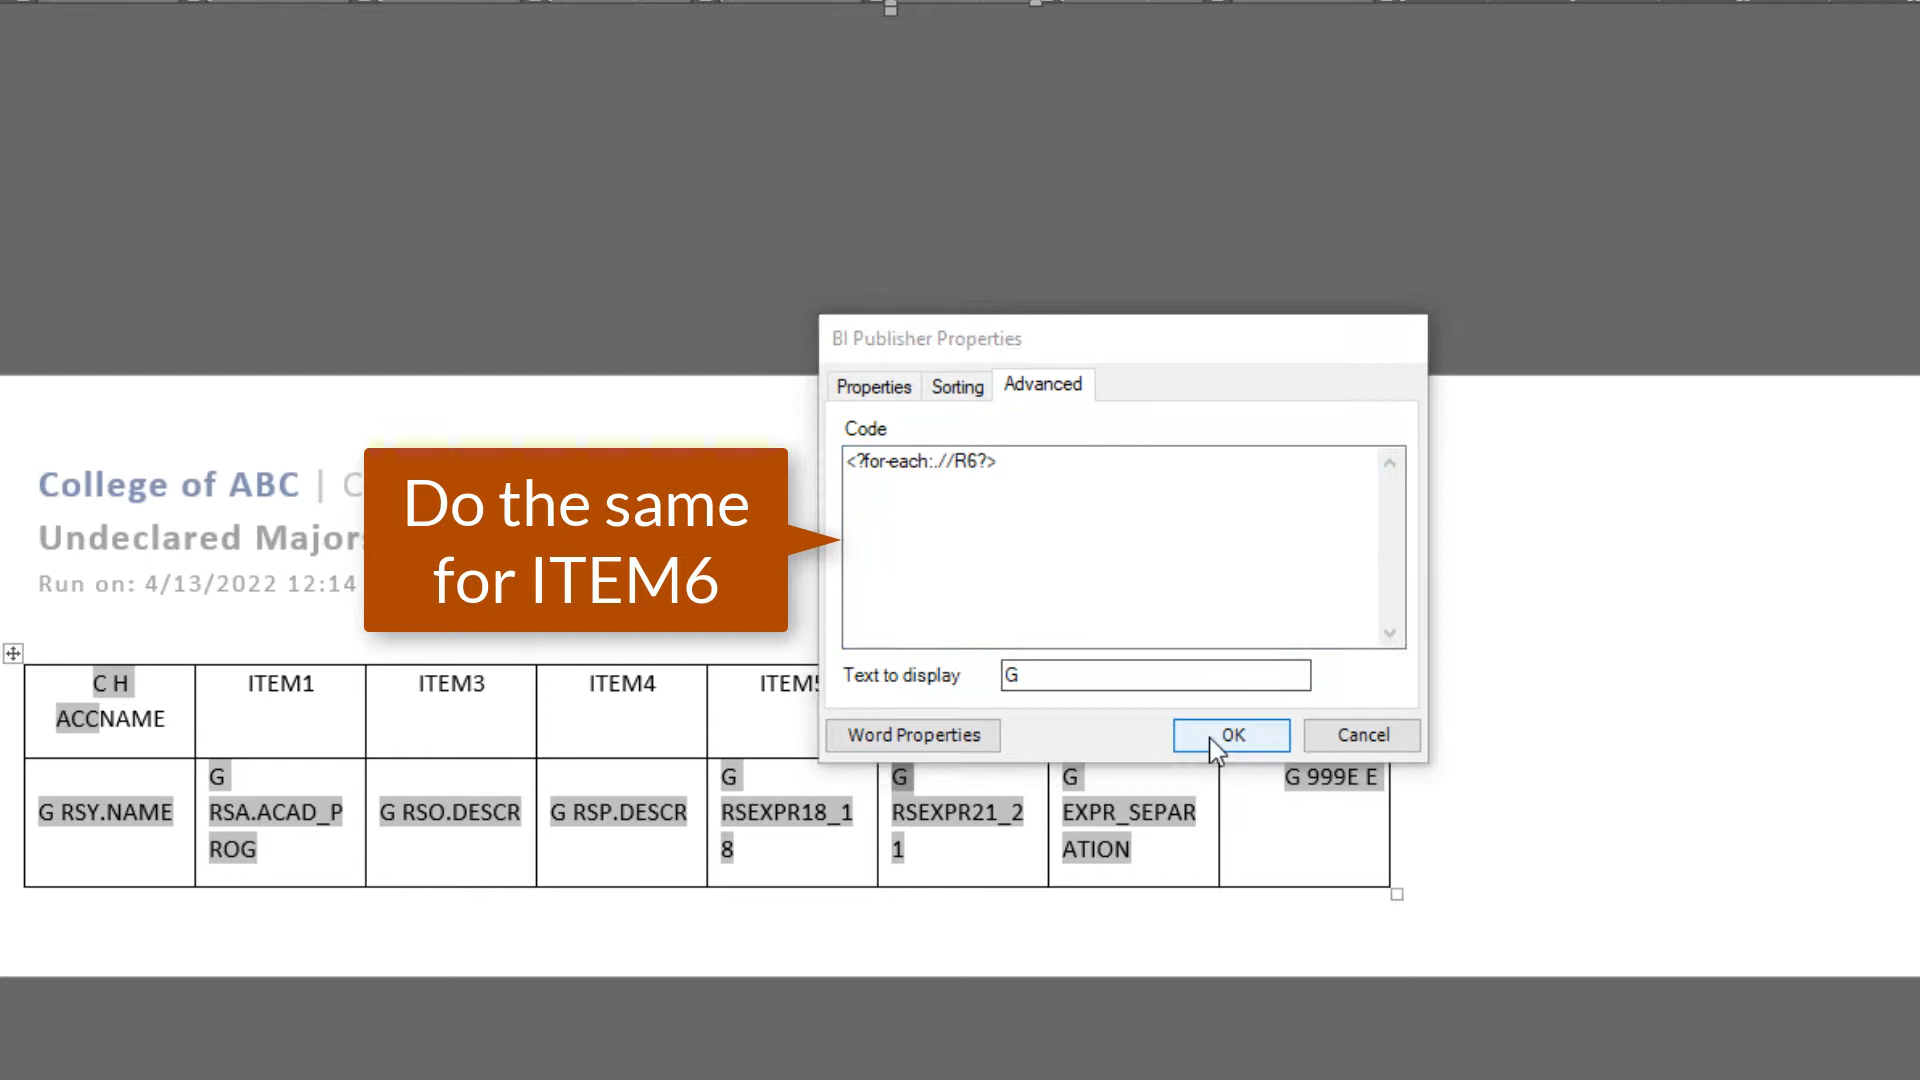 BI Publisher Properties
Properties Sorting Advanced
Code
<?for-each:.//R6?>
Text to display G
Word Properties OK Cancel
College of ABC | C
Undeclared Majors
Run on: 4/13/2022 12:14
Do the same
for ITEM6
C H
ACCNAME
ITEM1
ITEM3
ITEM4
ITEM5
G RSY.NAME
G
RSA.ACAD_P
ROG
G RSO.DESCR
G RSP.DESCR
G
RSEXPR18_1
8
G
RSEXPR21_2
1
G
EXPR_SEPAR
ATION
G 999E E